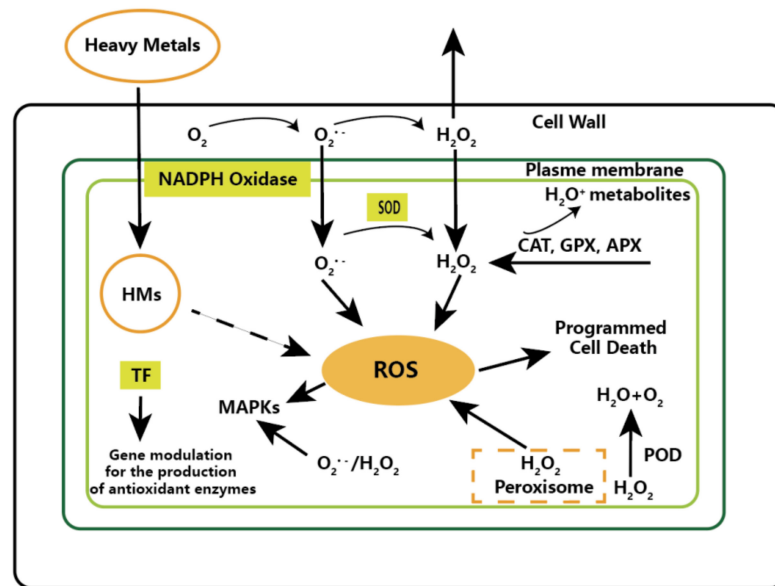 Heavy Metals
Cell Wall
O₂
O₂˙˙⁻
H₂O₂
NADPH Oxidase
Plasme membrane
H₂O⁺ metabolites
SOD
CAT, GPX, APX
O₂˙˙⁻
H₂O₂
HMs
Programmed
Cell Death
ROS
TF
MAPKs
H₂O+O₂
Gene modulation
for the production
of antioxidant enzymes
O₂˙˙⁻/H₂O₂
H₂O₂
Peroxisome
POD
H₂O₂